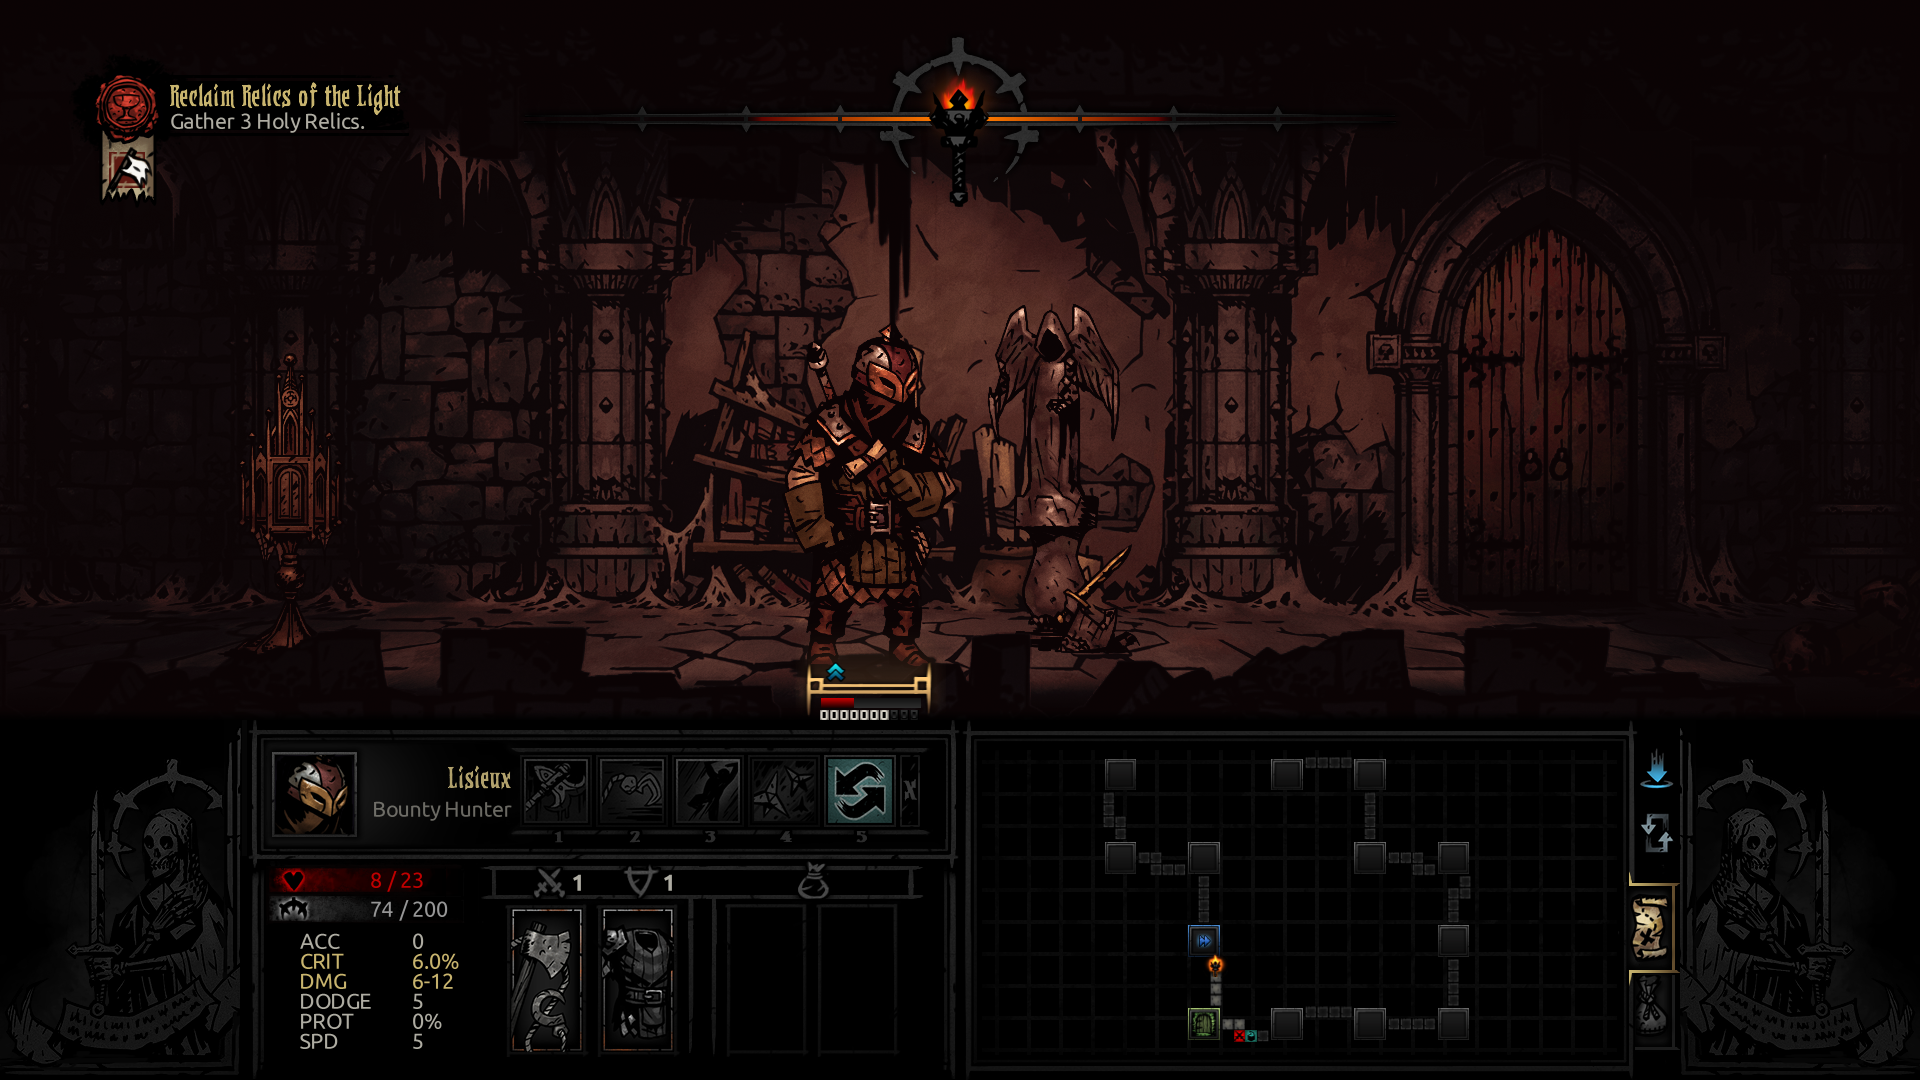 Reclaim Relics of the Light
Gather 3 Holy Relics.
Lisieux
Bounty Hunter
1 2 3 4 5
8 / 23
1 1
74 / 200
ACC 0
CRIT 6.0%
DMG 6-12
DODGE 5
PROT 0%
SPD 5